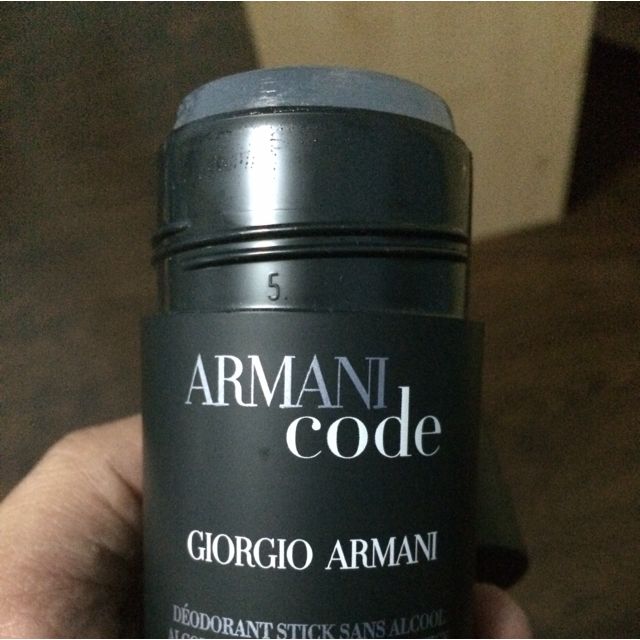 5.
ARMANI
code
GIORGIO ARMANI
DÉODORANT STICK SANS ALCOOL